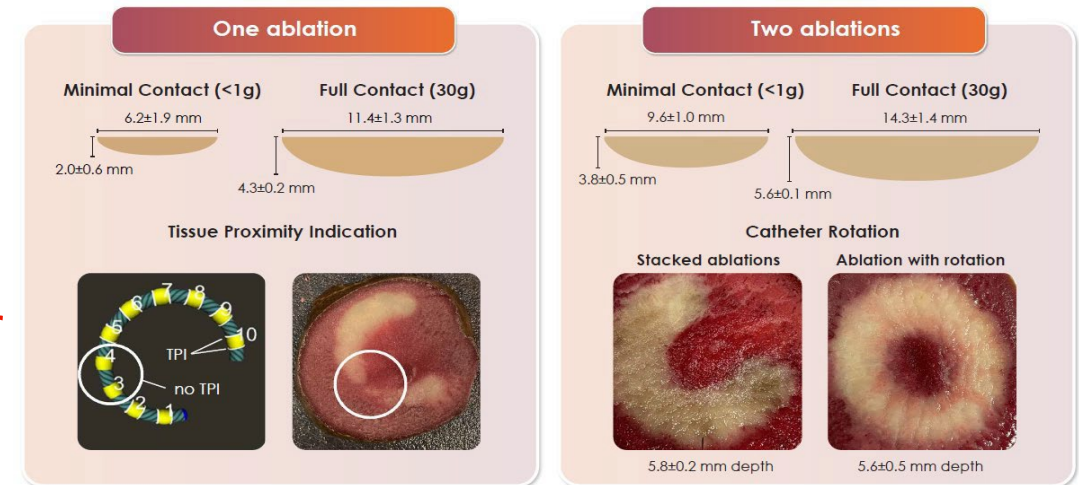 One ablation
Minimal Contact (<1g)
Full Contact (30g)
6.2±1.9 mm
11.4±1.3 mm
2.0±0.6 mm
4.3±0.2 mm
Tissue Proximity Indication
1
2
3
4
5
6
7
8
9
10
TPI
no TPI
Two ablations
Minimal Contact (<1g)
Full Contact (30g)
9.6±1.0 mm
14.3±1.4 mm
3.8±0.5 mm
5.6±0.1 mm
Catheter Rotation
Stacked ablations
Ablation with rotation
5.8±0.2 mm depth
5.6±0.5 mm depth